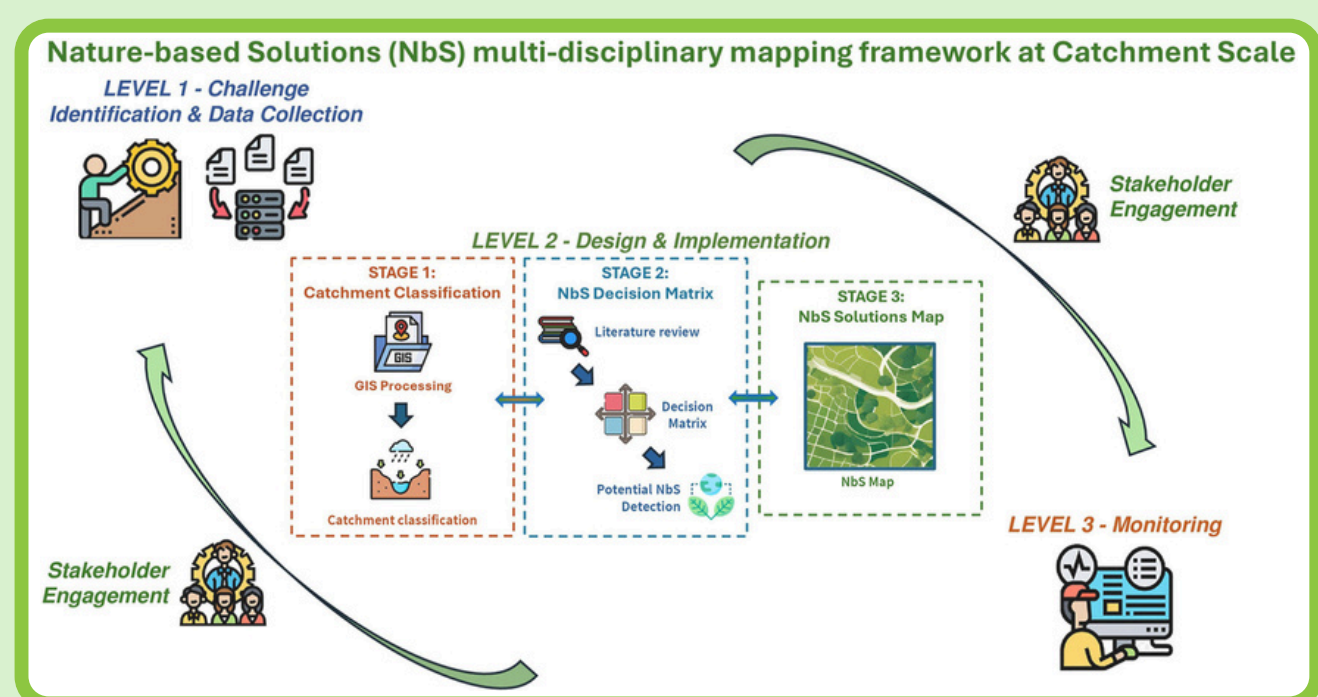 Nature-based Solutions (NbS) multi-disciplinary mapping framework at Catchment Scale
LEVEL 1 - Challenge
Identification & Data Collection
Stakeholder
Engagement
LEVEL 2 - Design & Implementation
STAGE 1:
Catchment Classification
GIS
GIS Processing
Catchment classification
STAGE 2:
NbS Decision Matrix
Literature review
Decision
Matrix
Potential NbS
Detection
STAGE 3:
NbS Solutions Map
NbS Map
LEVEL 3 - Monitoring
Stakeholder
Engagement